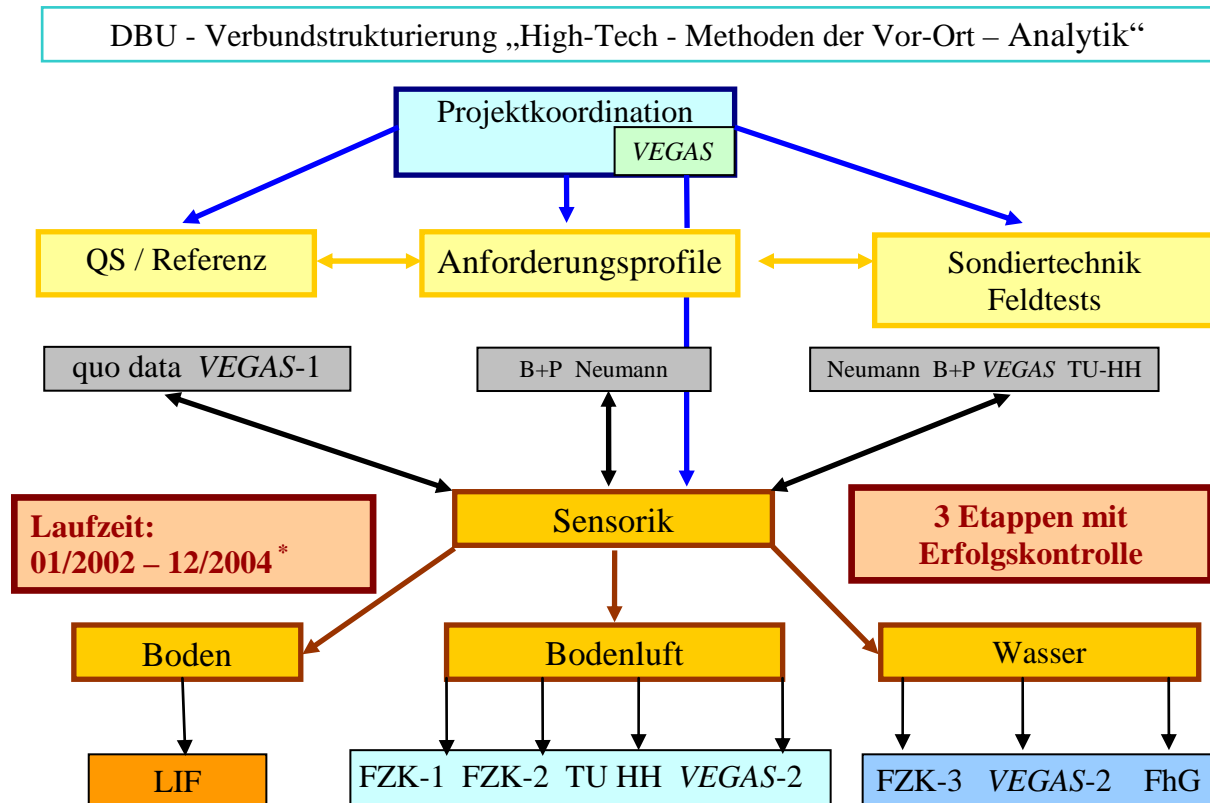 DBU - Verbundstrukturierung „High-Tech - Methoden der Vor-Ort – Analytik“
Projektkoordination
VEGAS
QS / Referenz
Anforderungsprofile
Sondiertechnik
Feldtests
quo data VEGAS-1
B+P Neumann
Neumann B+P VEGAS TU-HH
Laufzeit:
01/2002 – 12/2004 *
Sensorik
3 Etappen mit
Erfolgskontrolle
Boden
Bodenluft
Wasser
LIF
FZK-1 FZK-2 TU HH VEGAS-2
FZK-3 VEGAS-2 FhG